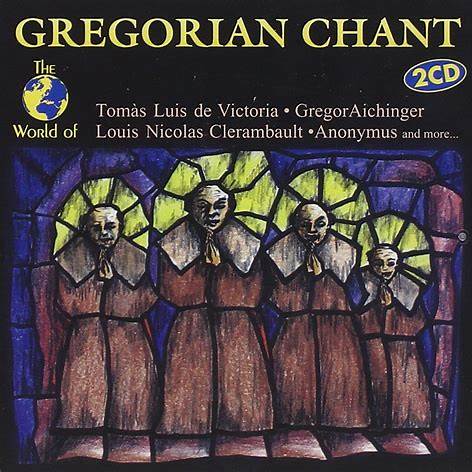 GREGORIAN CHANT
The
World of
2CD
Tomàs Luis de Victoria • GregorAichinger
Louis Nicolas Clerambault • Anonymus and more...